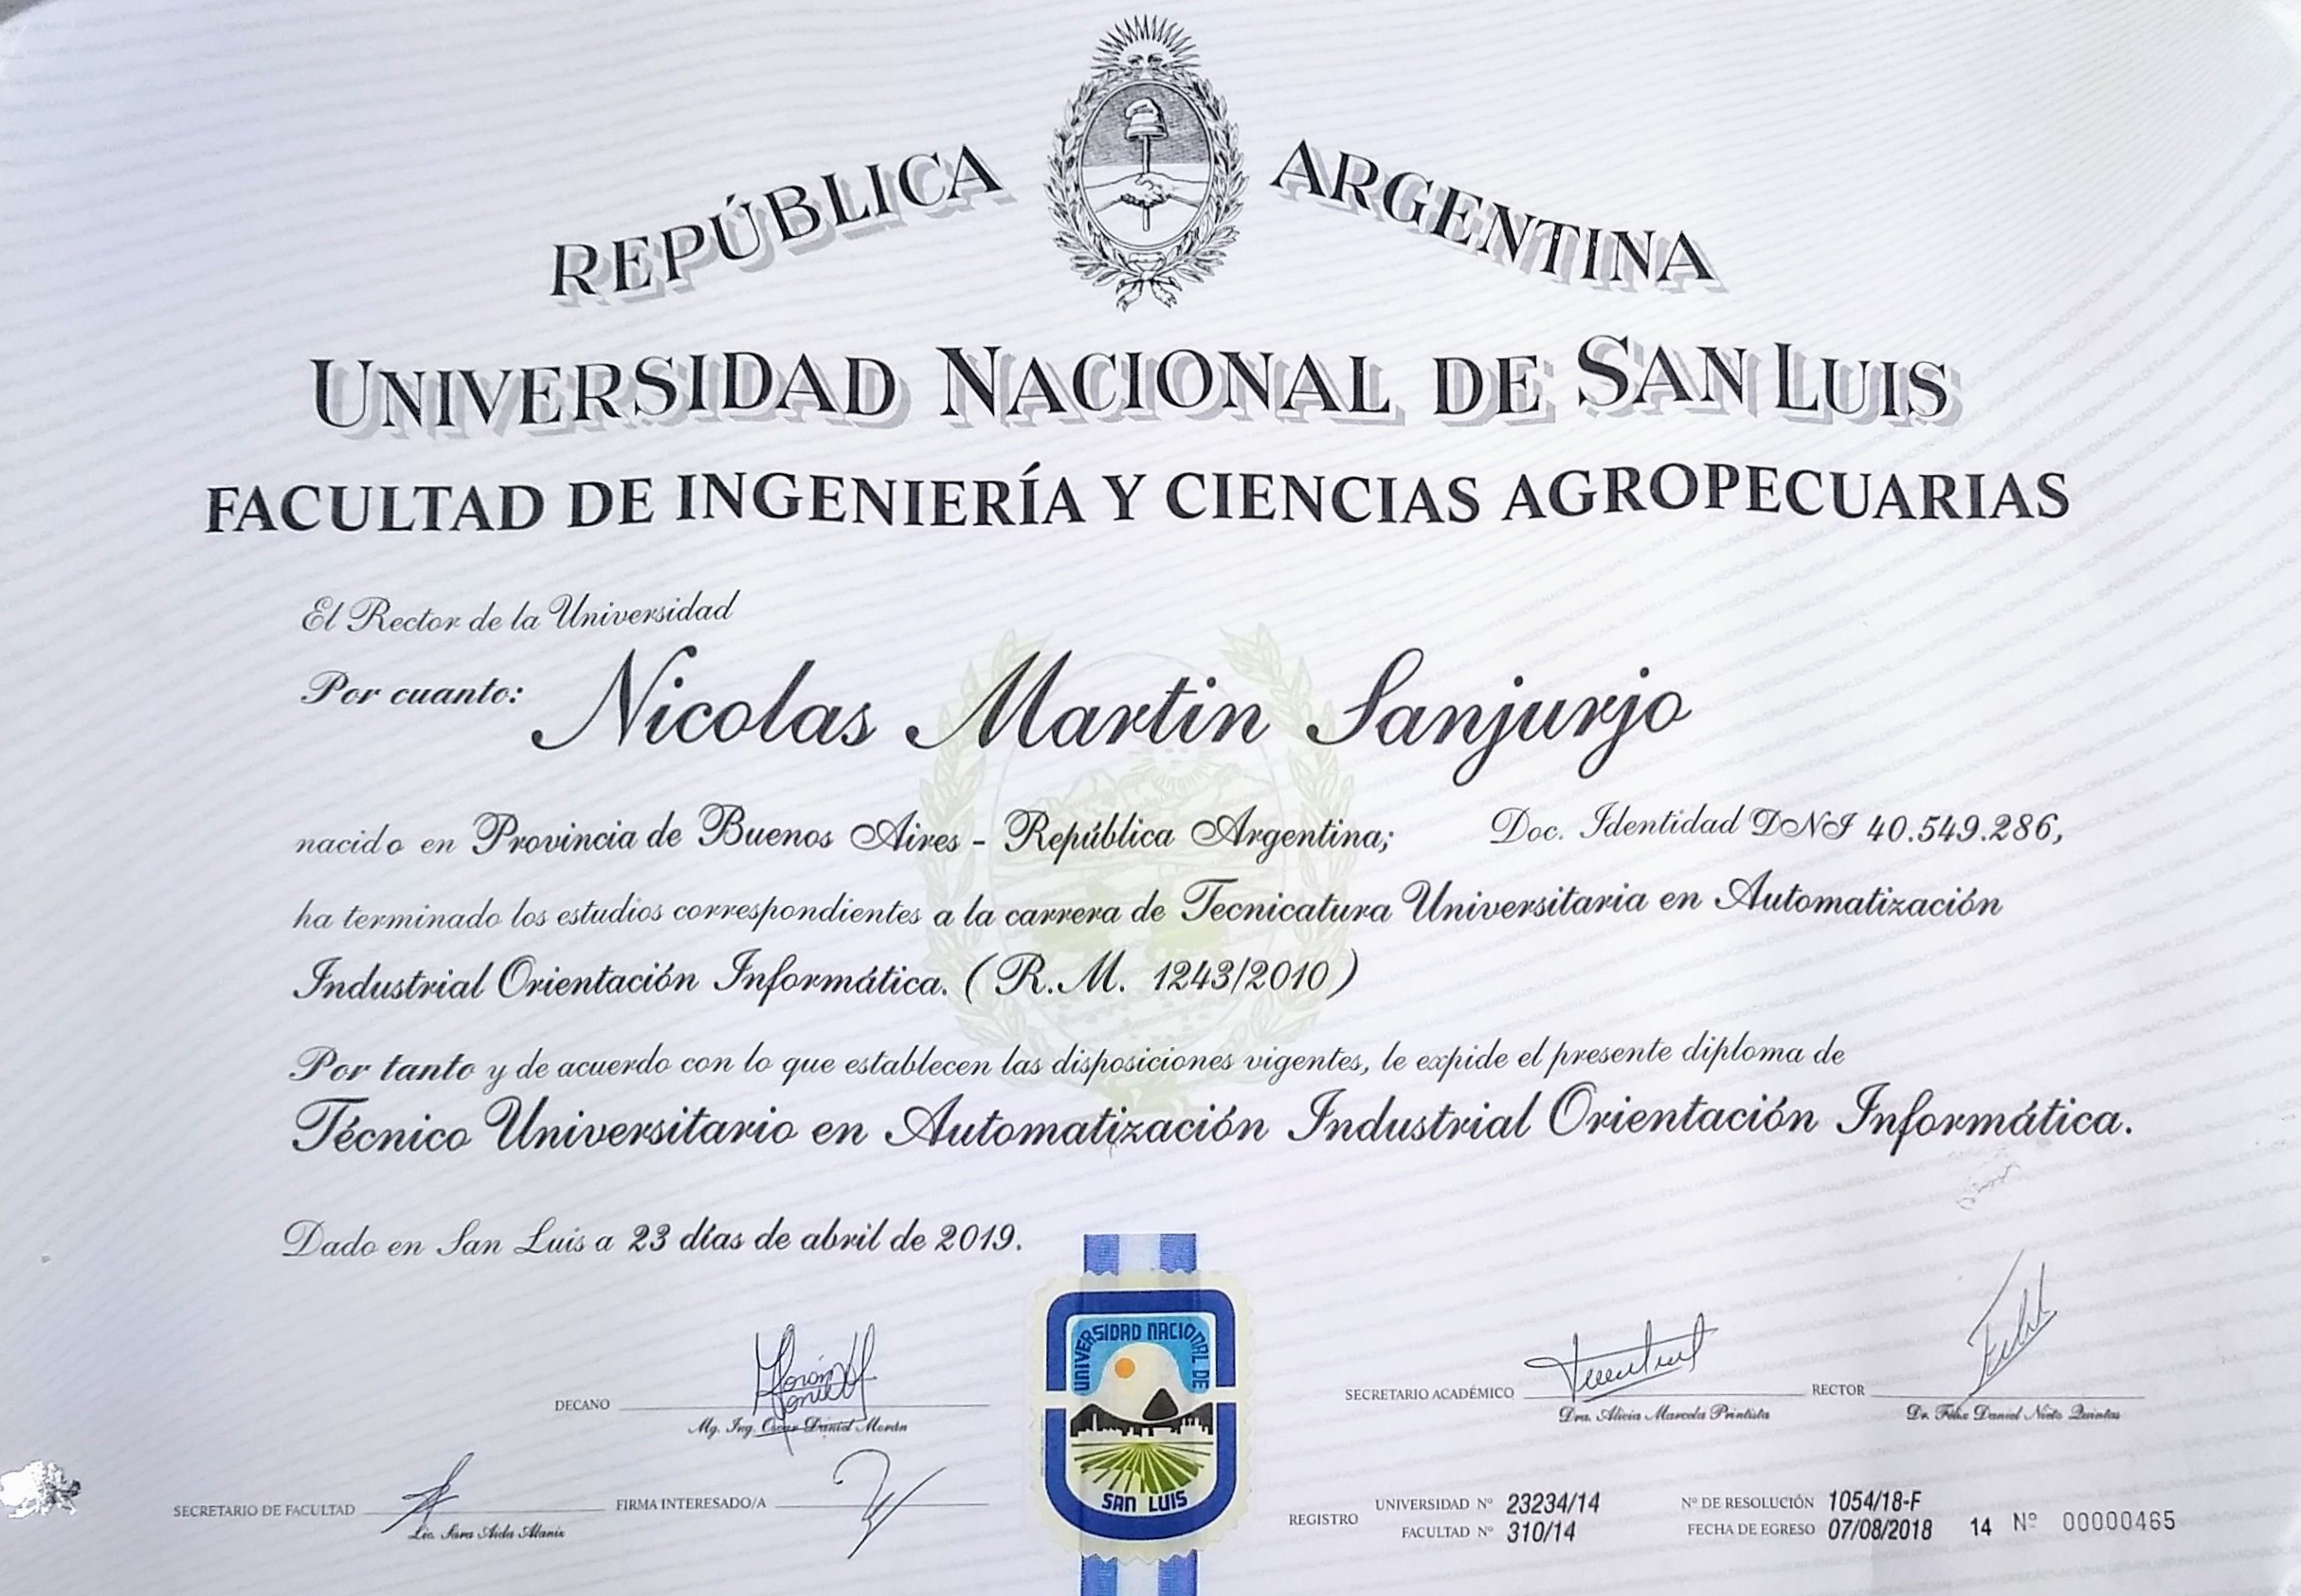 REPÚBLICA ARGENTINA
UNIVERSIDAD NACIONAL DE SAN LUIS
FACULTAD DE INGENIERÍA Y CIENCIAS AGROPECUARIAS
El Rector de la Universidad
Por cuanto: Nicolas Martin Sanjurjo
nacido en Provincia de Buenos Aires - República Argentina; Doc. Identidad DNI 40.549.286,
ha terminado los estudios correspondientes a la carrera de Tecnicatura Universitaria en Automatización
Industrial Orientación Informática. (R.M. 1243/2010)
Por tanto y de acuerdo con lo que establecen las disposiciones vigentes, le expide el presente diploma de
Técnico Universitario en Automatización Industrial Orientación Informática.
Dado en San Luis a 23 días de abril de 2019.
DECANO
Mg. Ing. Oscar Daniel Morán
SECRETARIO ACADÉMICO
Dra. Alicia Marcela Printista
RECTOR
Dr. Félix Daniel Nieto Quintas
SECRETARIO DE FACULTAD
Lic. Sara Aida Alaniz
FIRMA INTERESADO/A
UNIVERSIDAD NACIONAL DE
SAN LUIS
REGISTRO
UNIVERSIDAD Nº 23234/14
FACULTAD Nº 310/14
Nº DE RESOLUCIÓN 1054/18-F
FECHA DE EGRESO 07/08/2018
14 Nº 00000465